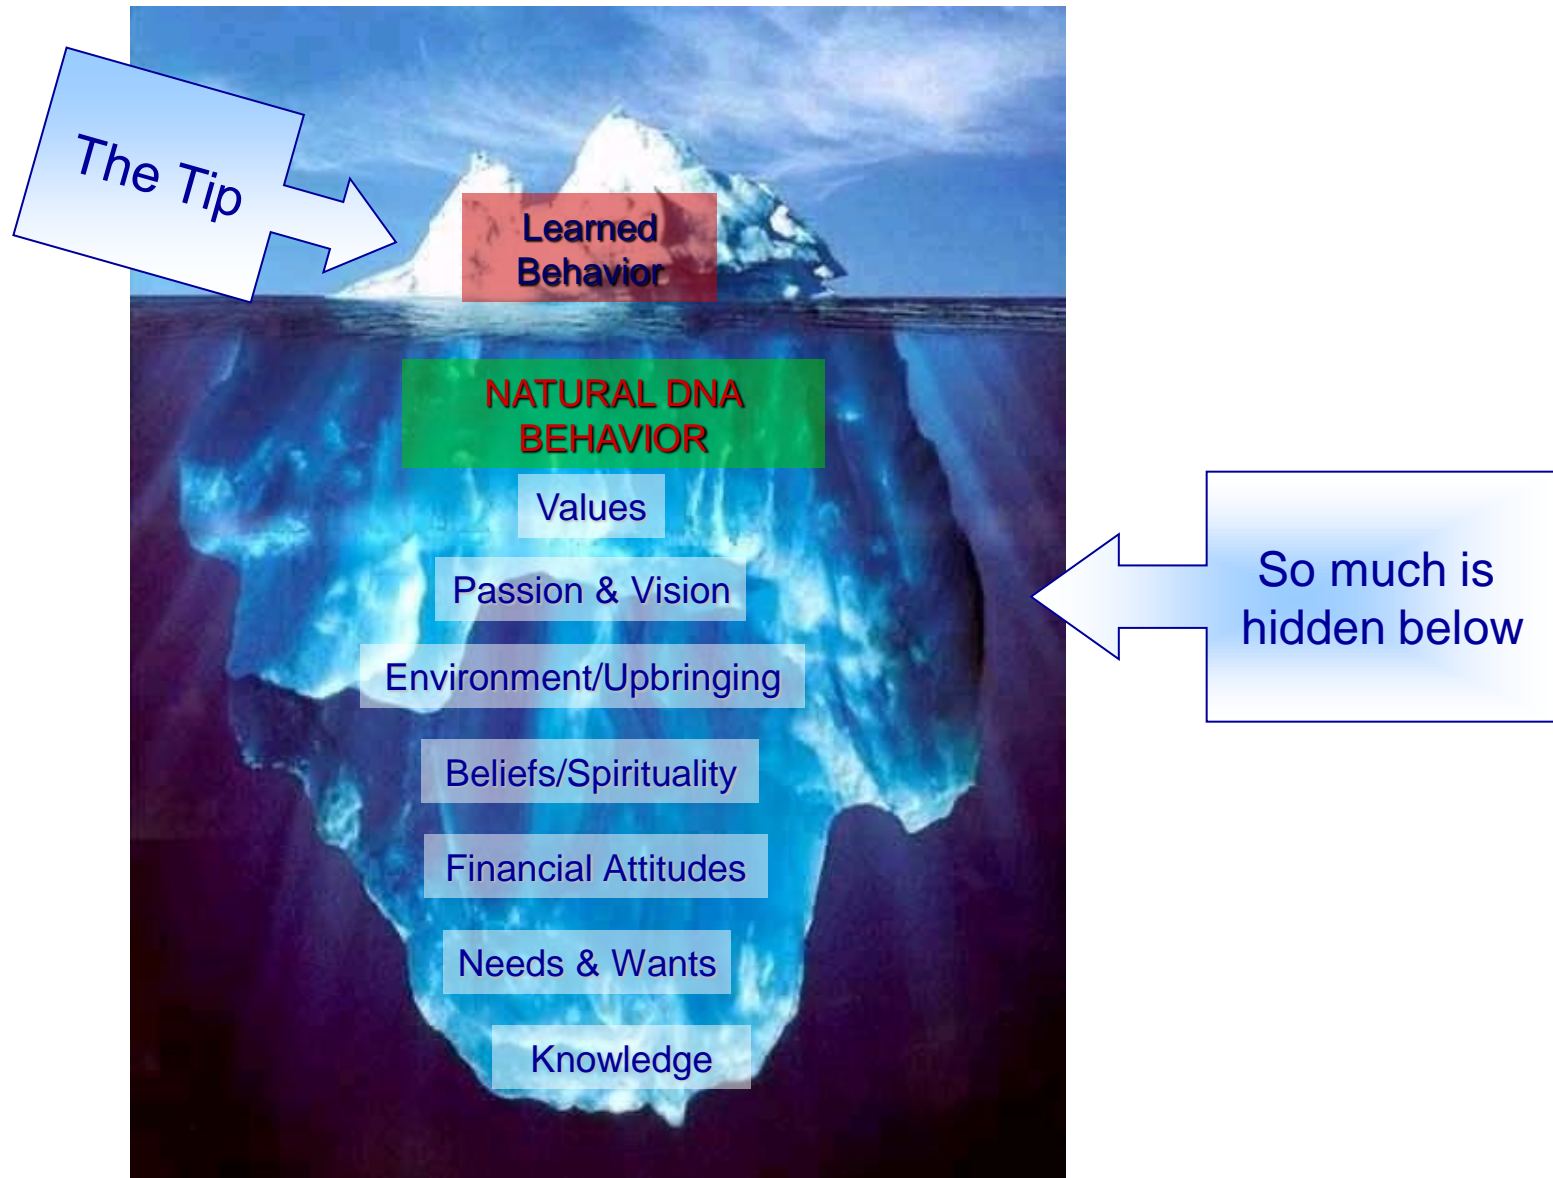 The Tip
Learned
Behavior
NATURAL DNA
BEHAVIOR
Values
Passion & Vision
So much is
hidden below
Environment/Upbringing
Beliefs/Spirituality
Financial Attitudes
Needs & Wants
Knowledge